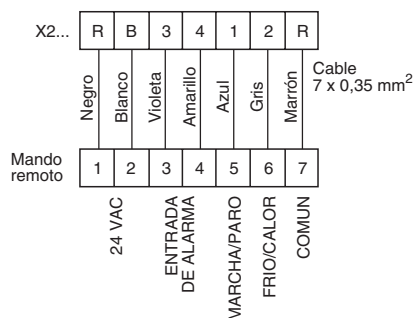 X2... R B 3 4 1 2 R
Negro Blanco Violeta Amarillo Azul Gris Marrón
Cable
7 x 0,35 mm²
Mando
remoto
1 2 3 4 5 6 7
24 VAC
ENTRADA
DE ALARMA
MARCHA/PARO
FRIO/CALOR
COMUN